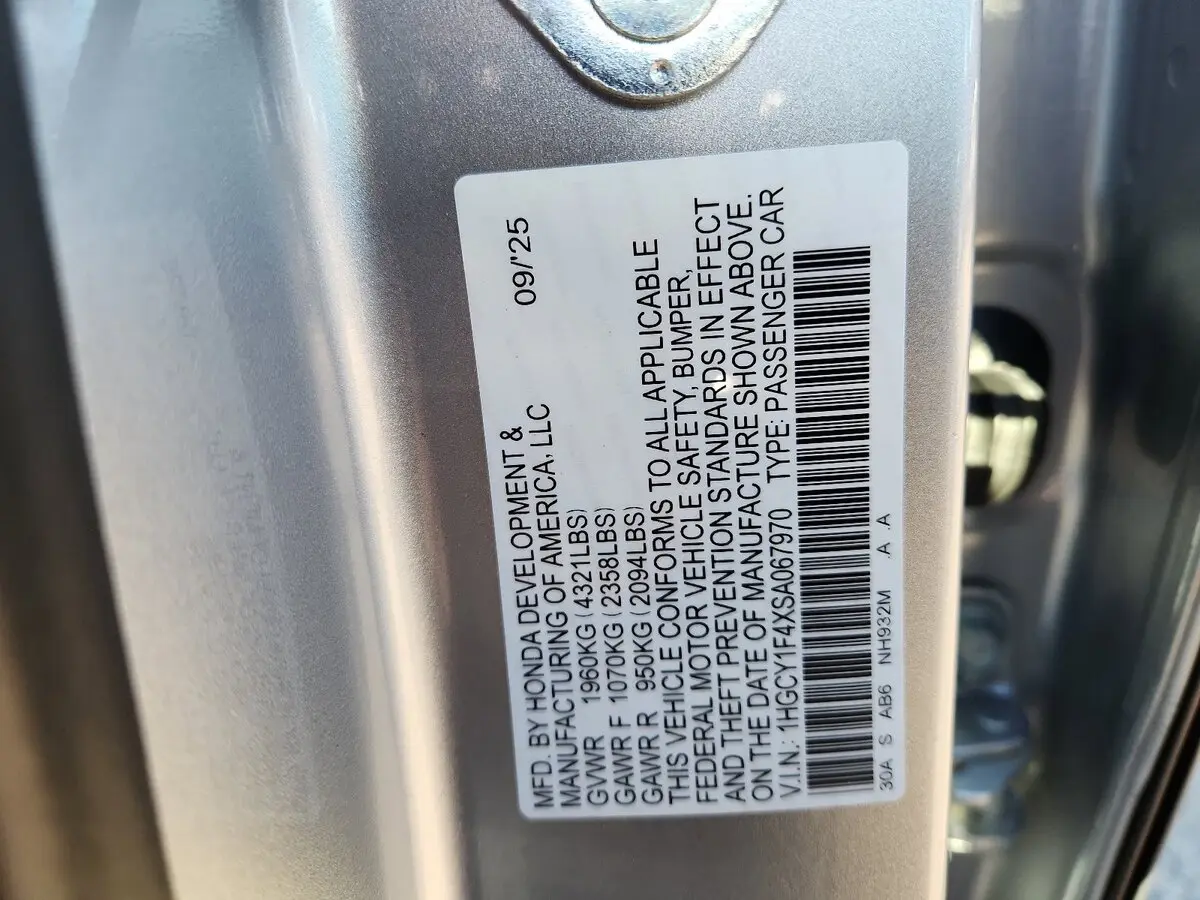 MFD. BY HONDA DEVELOPMENT & 09/'25
MANUFACTURING OF AMERICA, LLC
GVWR 1960KG (4321LBS)
GAWR F 1070KG (2358LBS)
GAWR R 950KG (2094LBS)
THIS VEHICLE CONFORMS TO ALL APPLICABLE
FEDERAL MOTOR VEHICLE SAFETY, BUMPER,
AND THEFT PREVENTION STANDARDS IN EFFECT
ON THE DATE OF MANUFACTURE SHOWN ABOVE.
V.I.N.: 1HGCY1F4XSA067970 TYPE: PASSENGER CAR
30A S AB6 NH932M .A .A